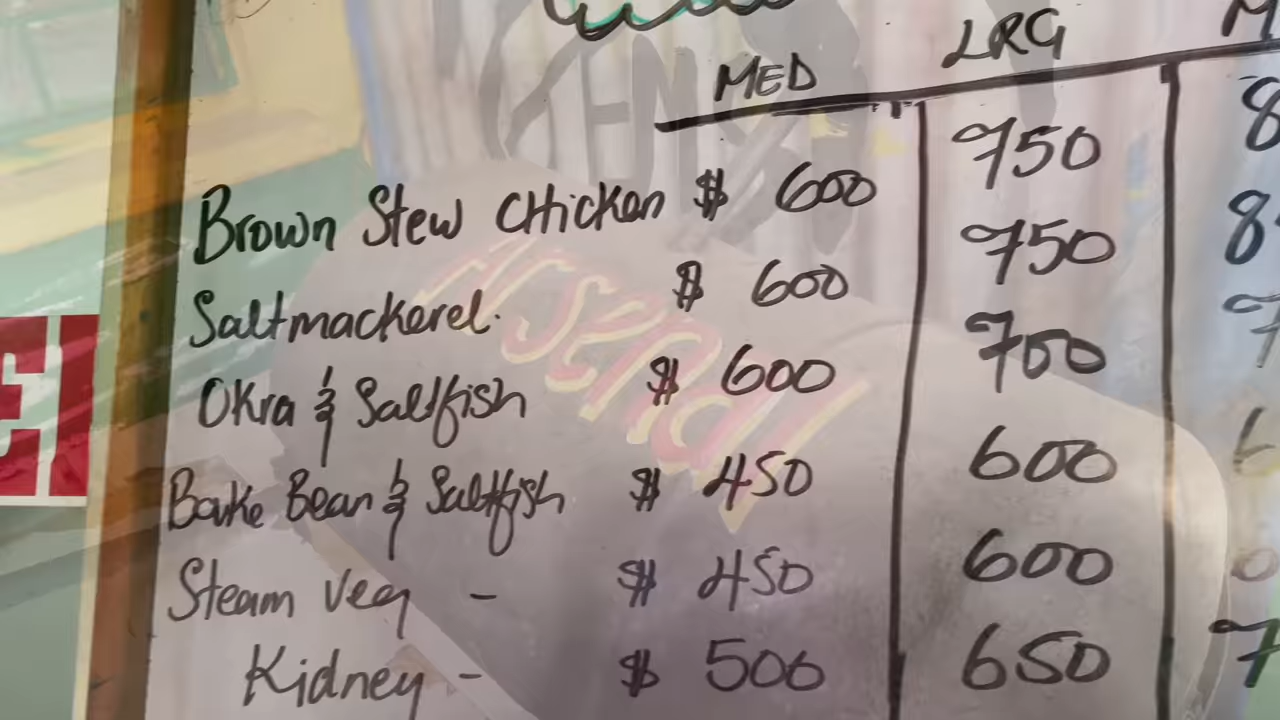 MED LRG
Brown Stew Chicken $ 600 750
Saltmackerel. $ 600 750
Okra & Saltfish $ 600 700
Bake Bean & Saltfish $ 450 600
Steam Veg - $ 450 600
Kidney - $ 500 650
Arsenal